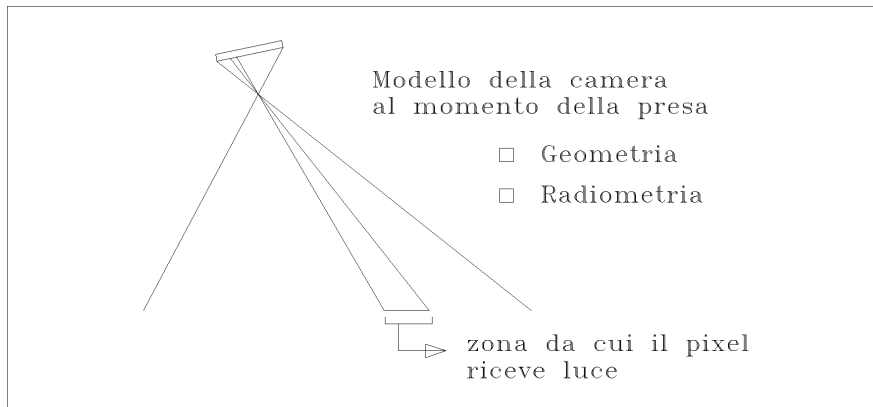 Modello della camera
al momento della presa
Geometria
Radiometria
zona da cui il pixel
riceve luce